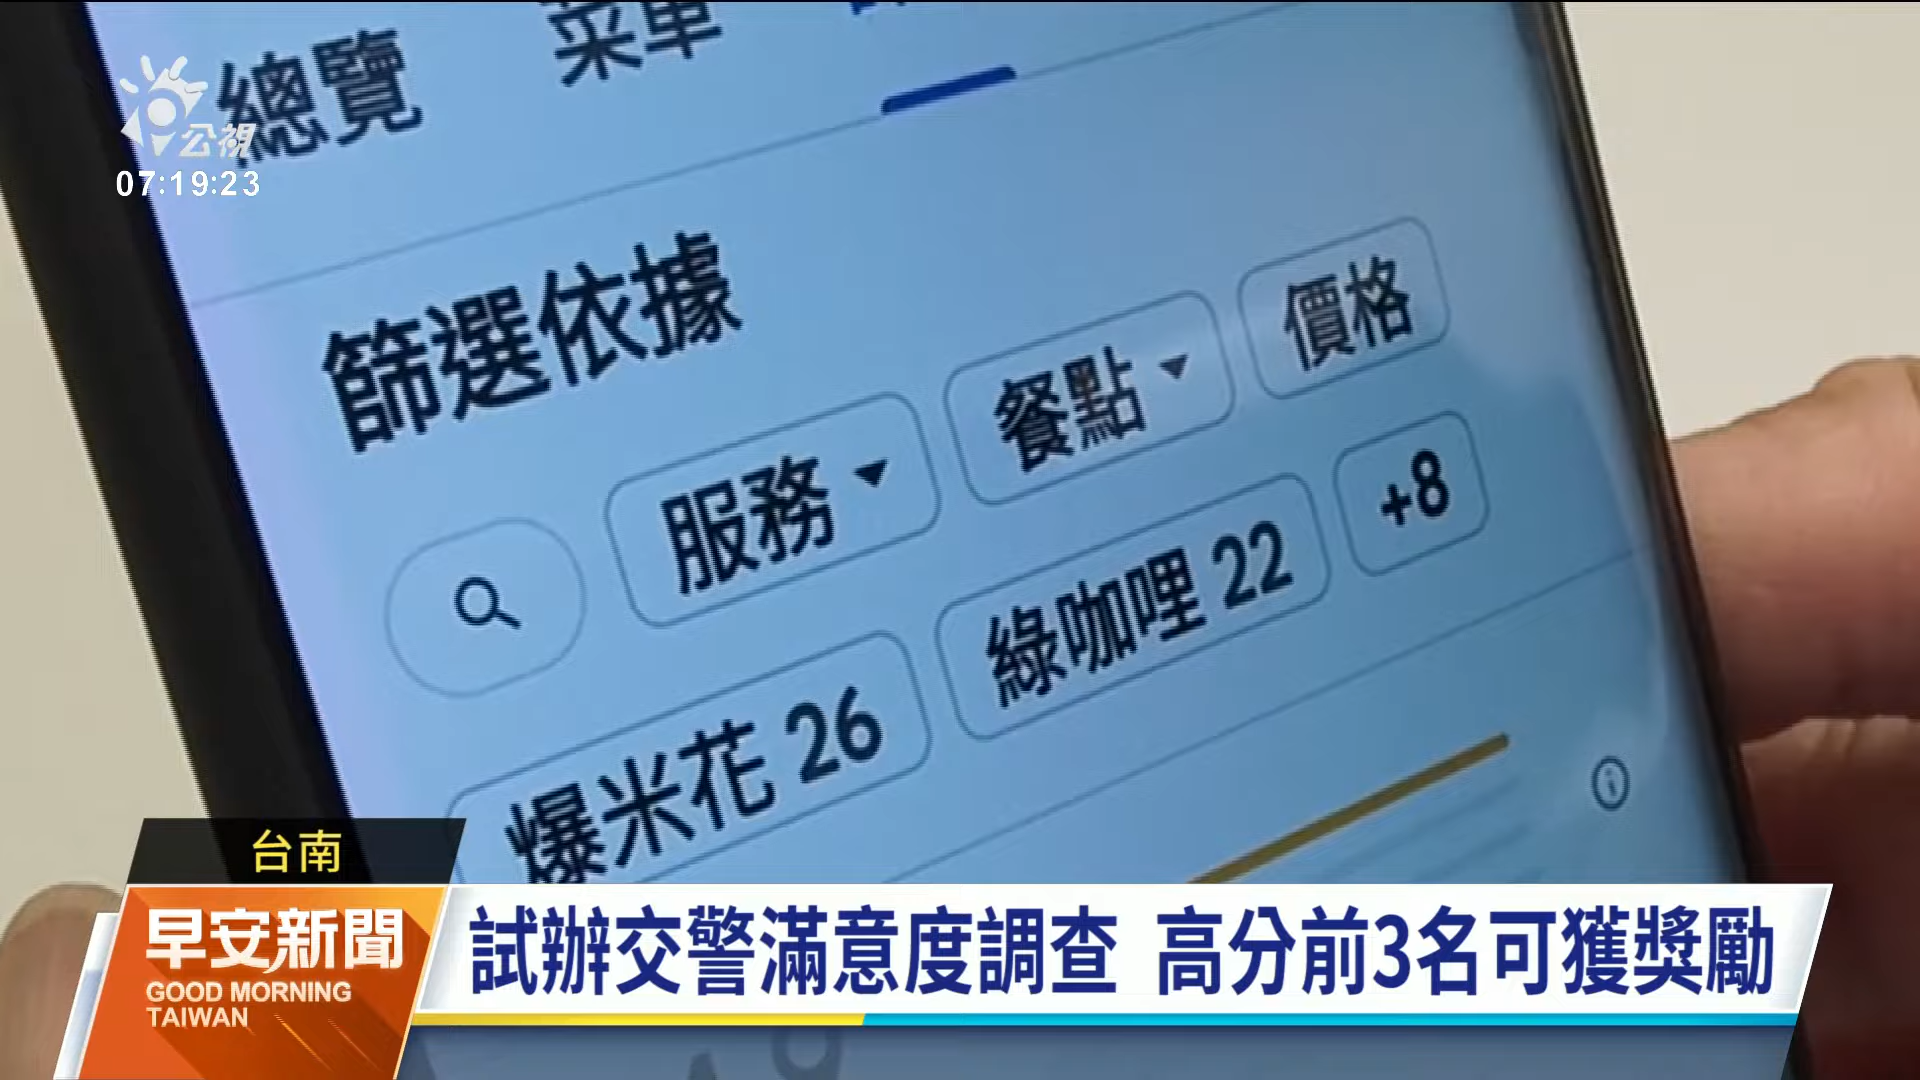 總覽
菜單
公視
07:19:23
篩選依據
服務
餐點
價格
爆米花 26
綠咖哩 22
+8
台南
早安新聞
GOOD MORNING
TAIWAN
試辦交警滿意度調查 高分前3名可獲獎勵